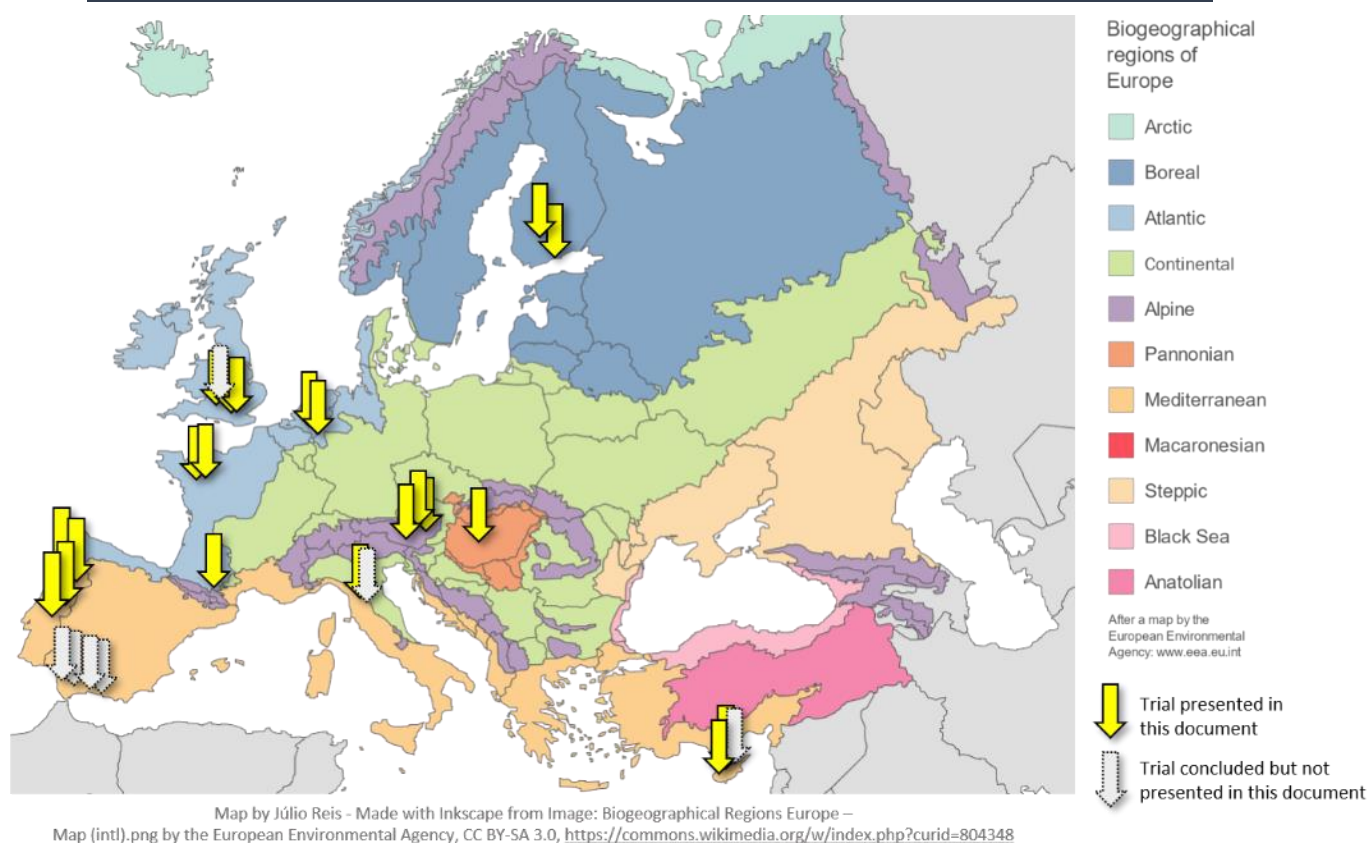 Biogeographical
regions of
Europe
Arctic
Boreal
Atlantic
Continental
Alpine
Pannonian
Mediterranean
Macaronesian
Steppic
Black Sea
Anatolian
After a map by the
European Environmental
Agency: www.eea.eu.int
Trial presented in
this document
Trial concluded but not
presented in this document
Map by Júlio Reis - Made with Inkscape from Image: Biogeographical Regions Europe –
Map (intl).png by the European Environmental Agency, CC BY-SA 3.0, https://commons.wikimedia.org/w/index.php?curid=804348